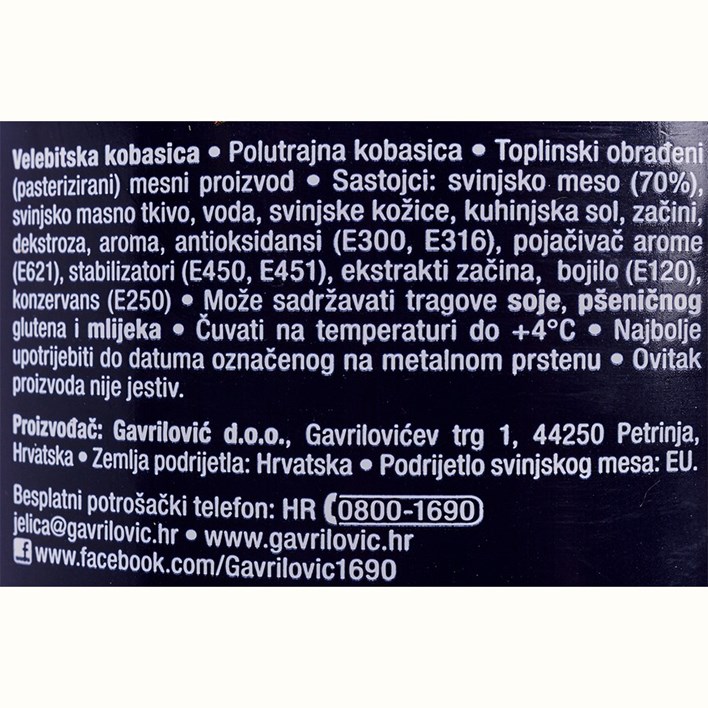 Velebitska kobasica • Polutrajna kobasica • Toplinski obrađeni
(pasterizirani) mesni proizvod • Sastojci: svinjsko meso (70%),
svinjsko masno tkivo, voda, svinjske kožice, kuhinjska sol, začini,
dekstroza, aroma, antioksidansi (E300, E316), pojačivač arome
(E621), stabilizatori (E450, E451), ekstrakti začina, bojilo (E120),
konzervans (E250) • Može sadržavati tragove soje, pšeničnog
glutena i mlijeka • Čuvati na temperaturi do +4°C • Najbolje
upotrijebiti do datuma označenog na metalnom prstenu • Ovitak
proizvoda nije jestiv.
Proizvođač: Gavrilović d.o.o., Gavrilovićev trg 1, 44250 Petrinja,
Hrvatska • Zemlja podrijetla: Hrvatska • Podrijetlo svinjskog mesa: EU.
Besplatni potrošački telefon: HR 0800-1690
jelica@gavrilovic.hr • www.gavrilovic.hr
f www.facebook.com/Gavrilovic1690